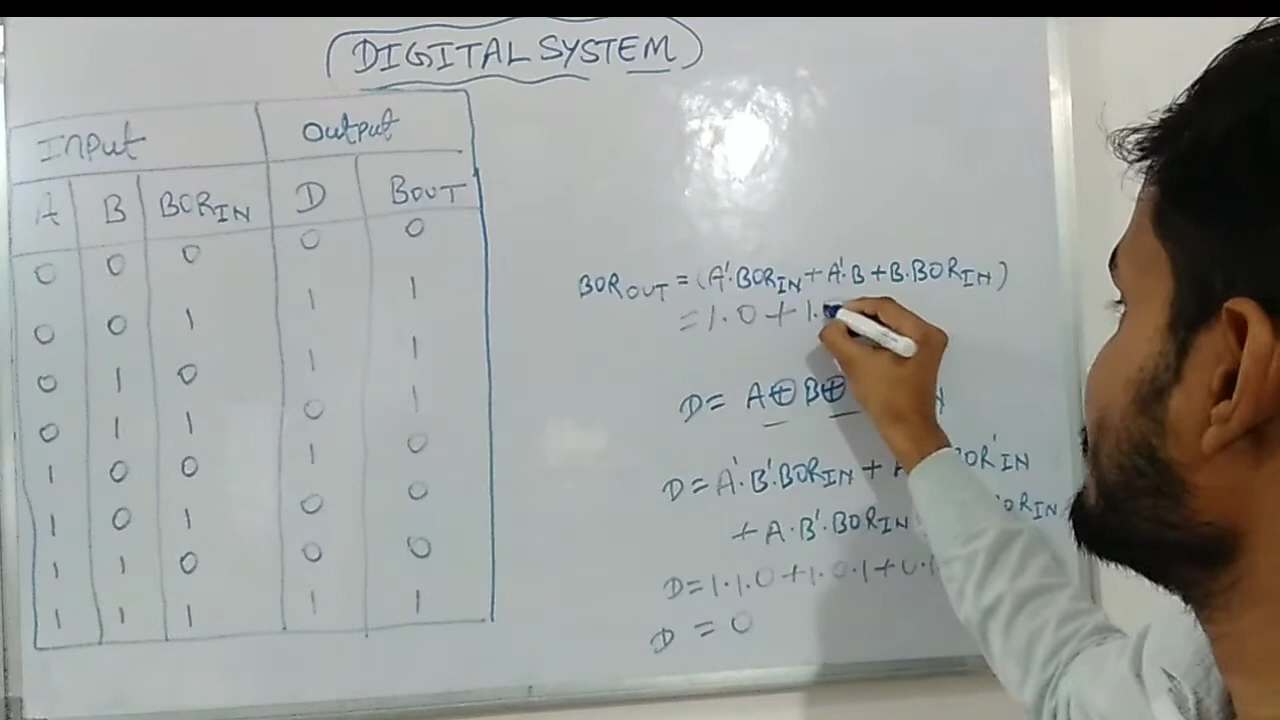 DIGITAL SYSTEM
Input Output
A B BORIN D BOUT
0 0 0 0 0
0 0 1 1 1
0 1 0 1 1
0 1 1 0 1
1 0 0 1 0
1 0 1 0 0
1 1 0 0 0
1 1 1 1 1
BOROUT = (A'.BORIN + A'.B + B.BORIN)
= 1.0 + 1.
D = A ⊕ B ⊕
D = A'.B'.BORIN + BOR'IN
+ A.B'.BORIN ORIN
D = 1.1.0 + 1.0.1 + 0.1
D = 0